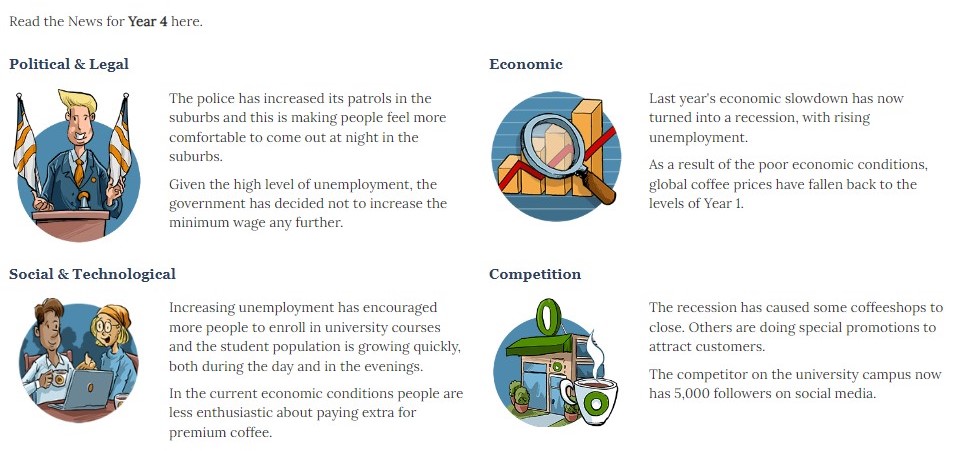 Read the News for Year 4 here.
Political & Legal
The police has increased its patrols in the
suburbs and this is making people feel more
comfortable to come out at night in the
suburbs.
Given the high level of unemployment, the
government has decided not to increase the
minimum wage any further.
Economic
Last year's economic slowdown has now
turned into a recession, with rising
unemployment.
As a result of the poor economic conditions,
global coffee prices have fallen back to the
levels of Year 1.
Social & Technological
Increasing unemployment has encouraged
more people to enroll in university courses
and the student population is growing quickly,
both during the day and in the evenings.
In the current economic conditions people are
less enthusiastic about paying extra for
premium coffee.
Competition
The recession has caused some coffeeshops to
close. Others are doing special promotions to
attract customers.
The competitor on the university campus now
has 5,000 followers on social media.